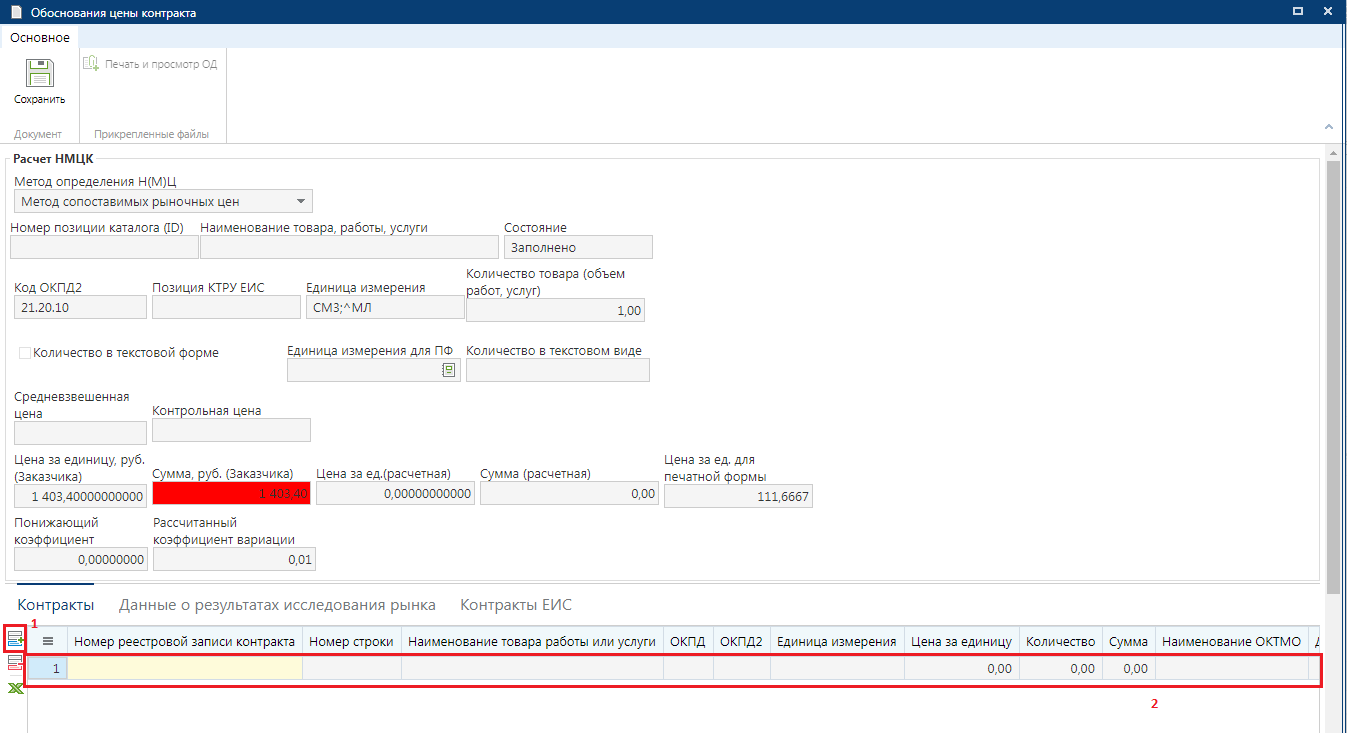 Обоснования цены контракта
Основное
Сохранить
Печать и просмотр ОД
Документ
Прикрепленные файлы
Расчет НМЦК
Метод определения Н(М)Ц
Метод сопоставимых рыночных цен
Номер позиции каталога (ID) Наименование товара, работы, услуги Состояние
Заполнено
Код ОКПД2 Позиция КТРУ ЕИС Единица измерения Количество товара (объем
работ, услуг)
21.20.10 СМ3;^МЛ 1,00
Количество в текстовой форме Единица измерения для ПФ Количество в текстовом виде
Средневзвешенная
цена Контрольная цена
Цена за единицу, руб.
(Заказчика) Сумма, руб. (Заказчика) Цена за ед.(расчетная) Сумма (расчетная) Цена за ед. для
печатной формы
1 403,40000000000 1 403,40 0,00000000000 0,00 111,6667
Понижающий
коэффициент Рассчитанный
коэффициент вариации
0,00000000 0,01
Контракты Данные о результатах исследования рынка Контракты ЕИС
1
Номер реестровой записи контракта Номер строки Наименование товара работы или услуги ОКПД ОКПД2 Единица измерения Цена за единицу Количество Сумма Наименование ОКТМО
1 0,00 0,00 0,00
2